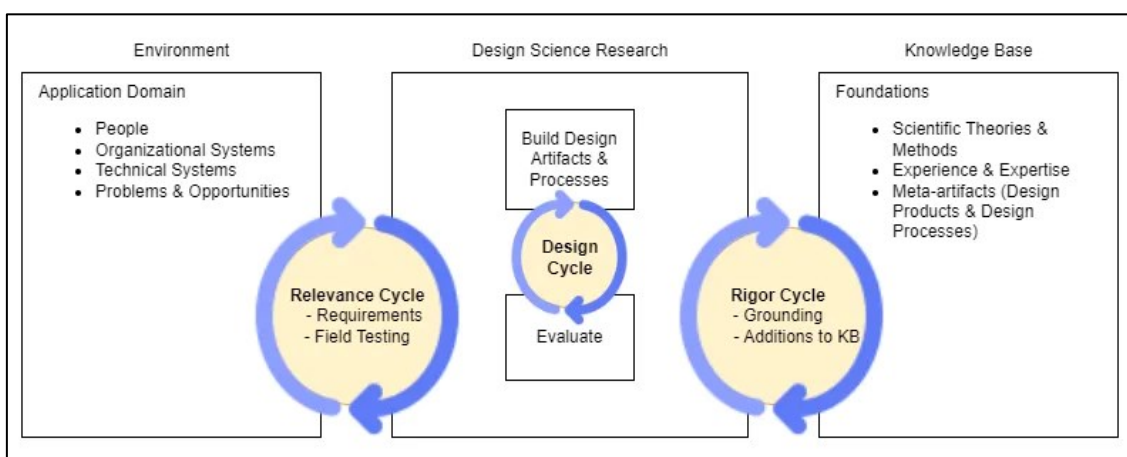 Environment
Design Science Research
Knowledge Base
Application Domain
• People
• Organizational Systems
• Technical Systems
• Problems & Opportunities
Build Design
Artifacts &
Processes
Design
Cycle
Evaluate
Relevance Cycle
- Requirements
- Field Testing
Foundations
• Scientific Theories &
Methods
• Experience & Expertise
• Meta-artifacts (Design
Products & Design
Processes)
Rigor Cycle
- Grounding
- Additions to KB